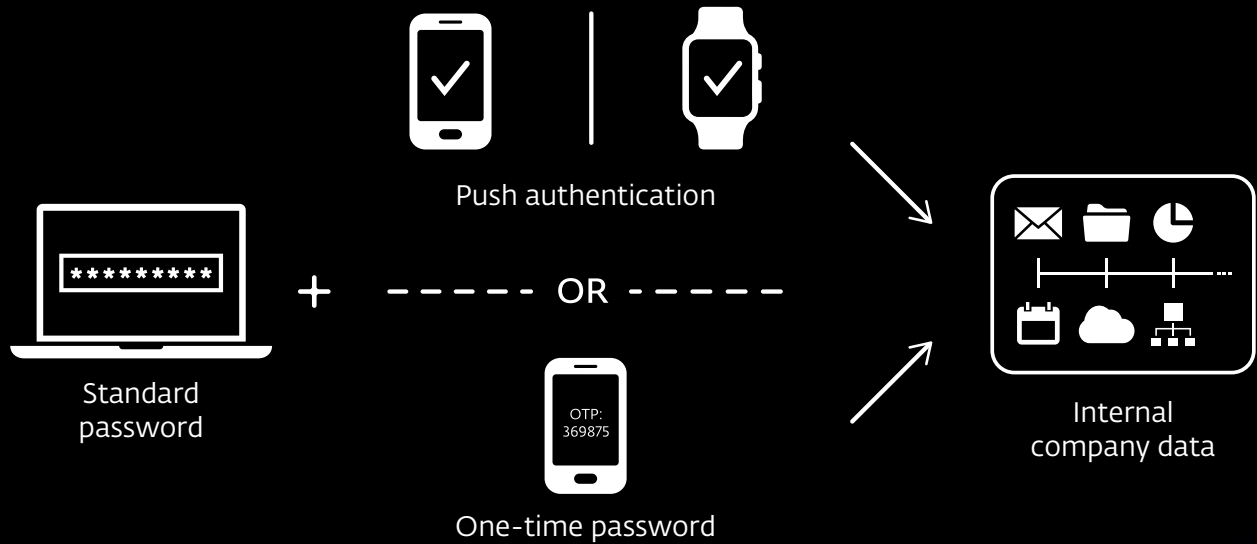 Push authentication
*********
+
OR
Standard
password
OTP:
369875
One-time password
Internal
company data